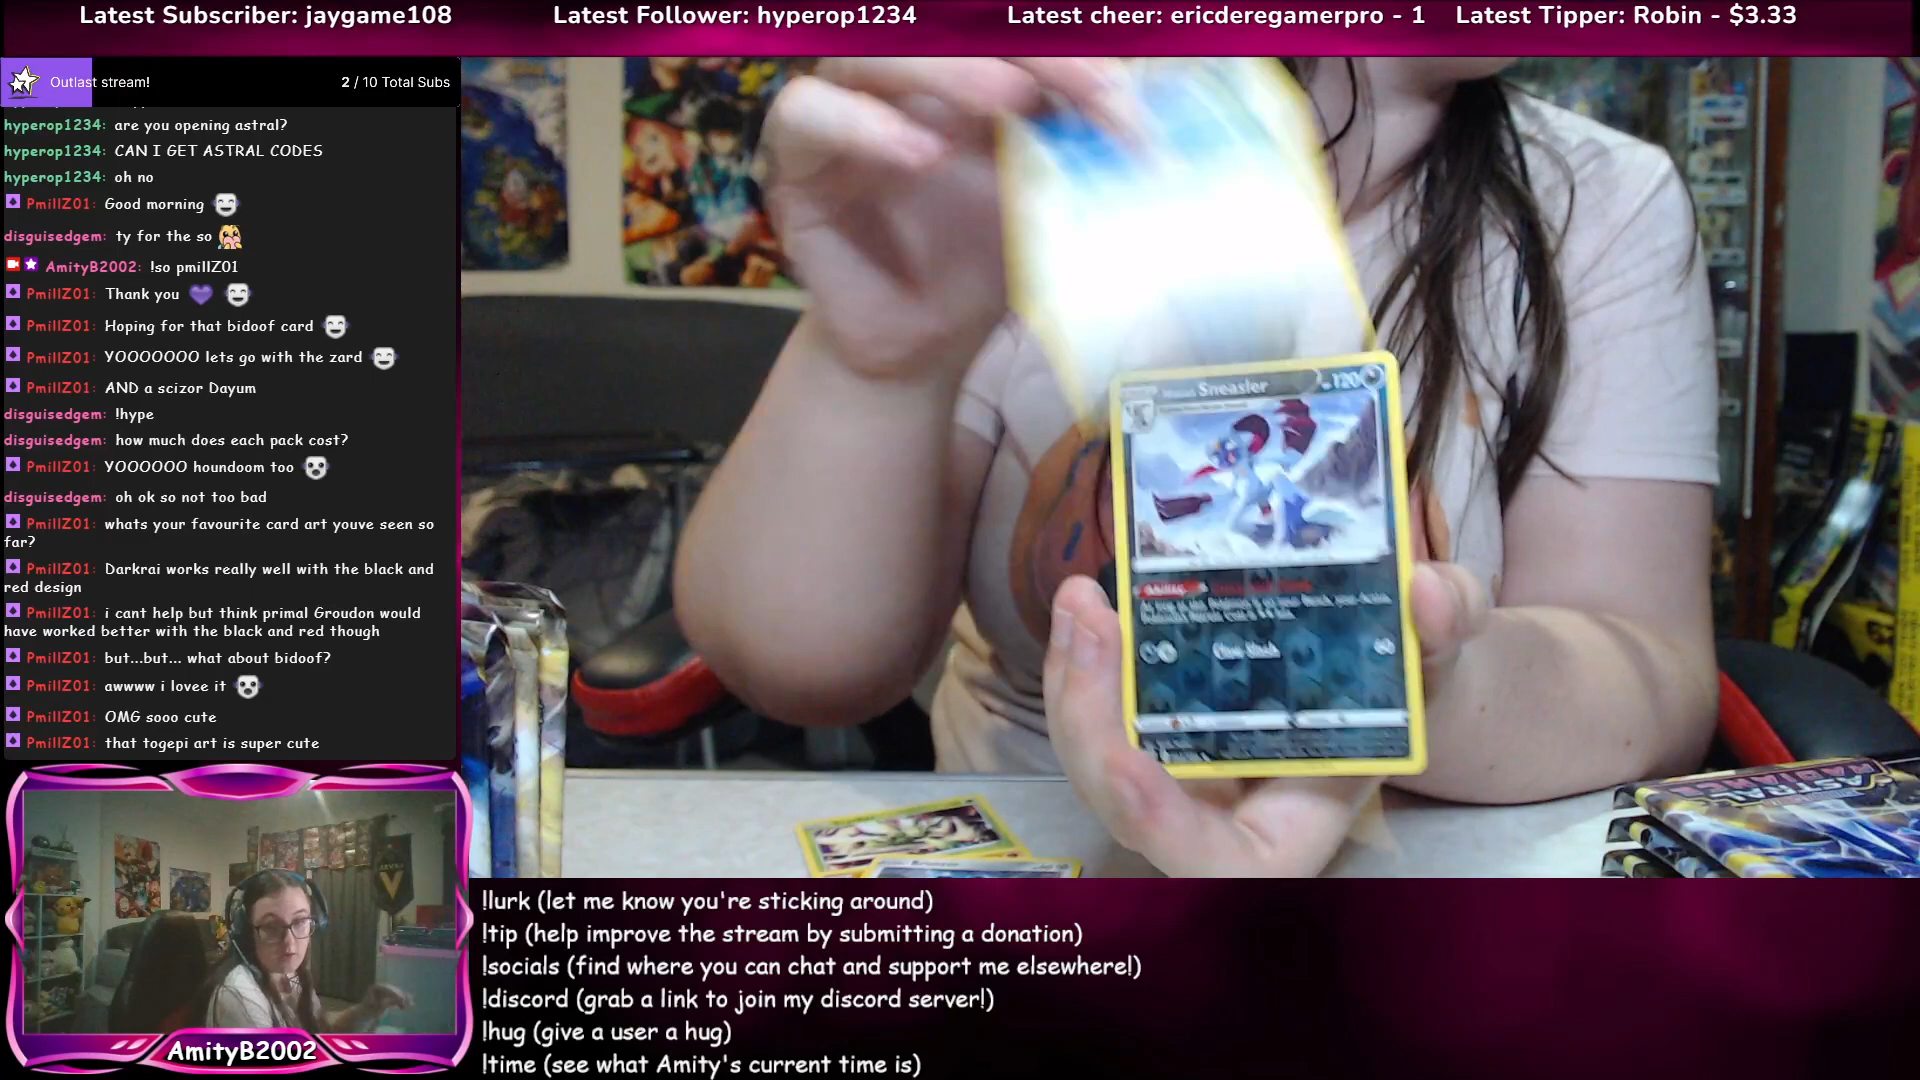 Latest Subscriber: jaygame108
Latest Follower: hyperop1234
Latest cheer: ericderegamerpro - 1
Latest Tipper: Robin - $3.33
Outlast stream!
2 / 10 Total Subs
hyperop1234: are you opening astral?
hyperop1234: CAN I GET ASTRAL CODES
hyperop1234: oh no
PmillZ01: Good morning
disguisedgem: ty for the so
AmityB2002: !so pmillZ01
PmillZ01: Thank you
PmillZ01: Hoping for that bidoof card
PmillZ01: YOOOOOOO lets go with the zard
PmillZ01: AND a scizor Dayum
disguisedgem: !hype
disguisedgem: how much does each pack cost?
PmillZ01: YOOOOOO houndoom too
disguisedgem: oh ok so not too bad
PmillZ01: whats your favourite card art youve seen so
far?
PmillZ01: Darkrai works really well with the black and
red design
PmillZ01: i cant help but think primal Groudon would
have worked better with the black and red though
PmillZ01: but...but... what about bidoof?
PmillZ01: awwww i lovee it
PmillZ01: OMG sooo cute
PmillZ01: that togepi art is super cute
Sneasler
120
60
ASTRAL
AmityB2002
!lurk (let me know you're sticking around)
!tip (help improve the stream by submitting a donation)
!socials (find where you can chat and support me elsewhere!)
!discord (grab a link to join my discord server!)
!hug (give a user a hug)
!time (see what Amity's current time is)